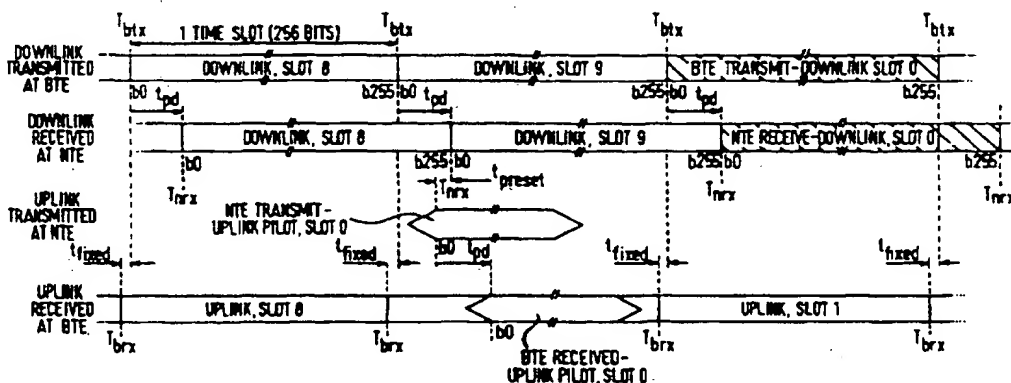 Tbtx Tbtx Tbtx Tbtx
1 TIME SLOT (256 BITS)
DOWNLINK TRANSMITTED AT BTE
DOWNLINK, SLOT 8
DOWNLINK, SLOT 9
BTE TRANSMIT-DOWNLINK SLOT 0
b0 tpd b255 b0 tpd b255 b0 tpd b255
DOWNLINK RECEIVED AT NTE
DOWNLINK, SLOT 8
DOWNLINK, SLOT 9
NTE RECEIVE-DOWNLINK, SLOT 0
b0 b255 b0 b255 b0 b255
Tnrx Tnrx tpreset Tnrx Tnrx
UPLINK TRANSMITTED AT NTE
NTE TRANSMIT-
UPLINK PILOT, SLOT 0
b0 tpd
tfixed tfixed tfixed tfixed
UPLINK RECEIVED AT BTE.
UPLINK, SLOT 8
UPLINK, SLOT 1
b0
Tbrx Tbrx Tbrx Tbrx
BTE RECEIVED-
UPLINK PILOT, SLOT 0